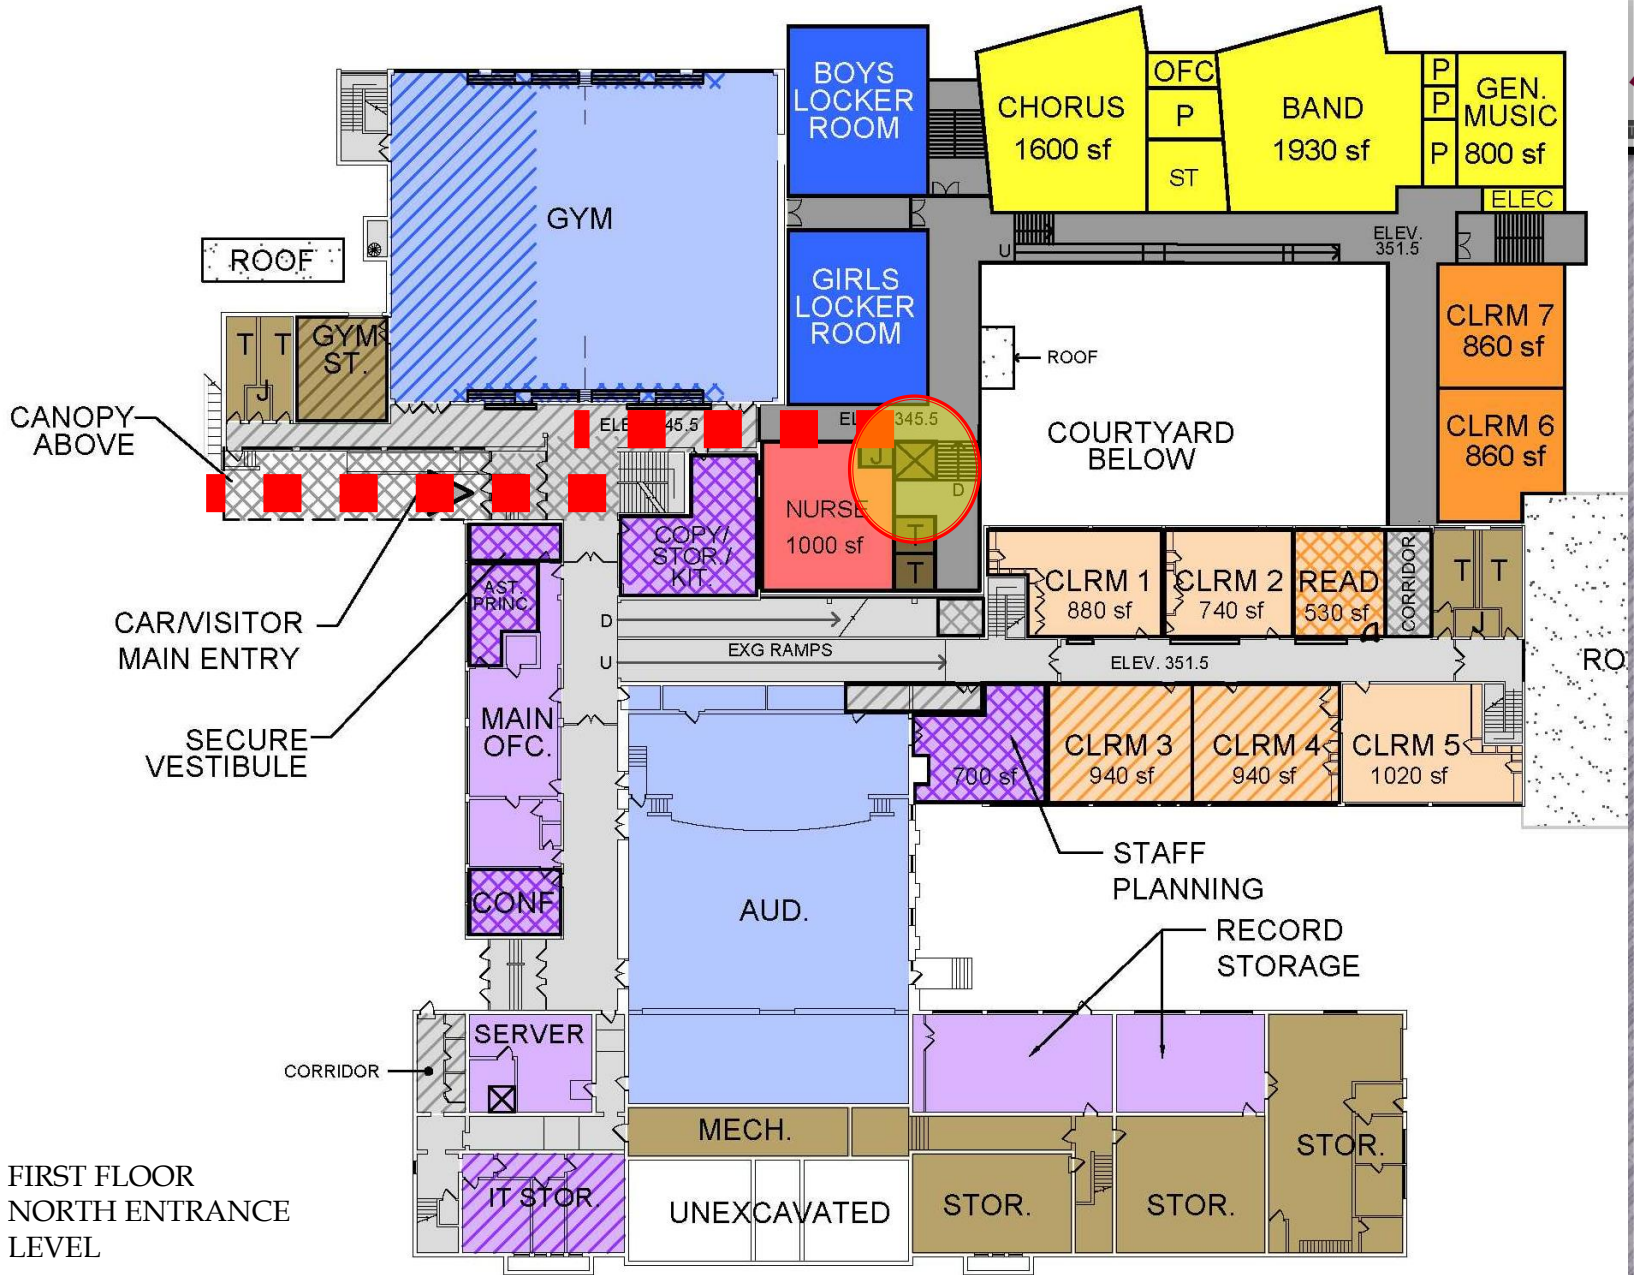 BOYS
LOCKER
ROOM
CHORUS
1600 sf
OFC
P
ST
BAND
1930 sf
P
P
P
GEN.
MUSIC
800 sf
ELEC
GYM
ROOF
GIRLS
LOCKER
ROOM
U
ELEV.
351.5
CLRM 7
860 sf
T T
J
GYM
ST.
ROOF
CANOPY
ABOVE
345.5
COURTYARD
BELOW
CLRM 6
860 sf
J
D
NURSE
1000 sf
T
T
COPY/
STOR./
KIT.
AST.
PRINC.
CLRM 1
880 sf
CLRM 2
740 sf
READ
530 sf
CORRIDOR
T T
J
CAR/VISITOR
MAIN ENTRY
D
U
EXG RAMPS
ELEV. 351.5
RO
SECURE
VESTIBULE
MAIN
OFC.
700 sf
CLRM 3
940 sf
CLRM 4
940 sf
CLRM 5
1020 sf
STAFF
PLANNING
CONF
AUD.
RECORD
STORAGE
SERVER
CORRIDOR
MECH.
STOR.
IT STOR.
UNEXCAVATED
STOR.
STOR.
FIRST FLOOR
NORTH ENTRANCE
LEVEL